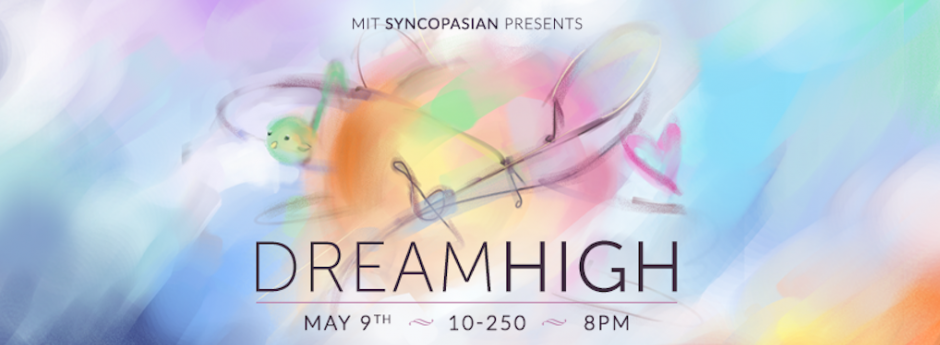 MIT SYNCOPASIAN PRESENTS
DREAMHIGH
MAY 9TH ~ 10-250 ~ 8PM